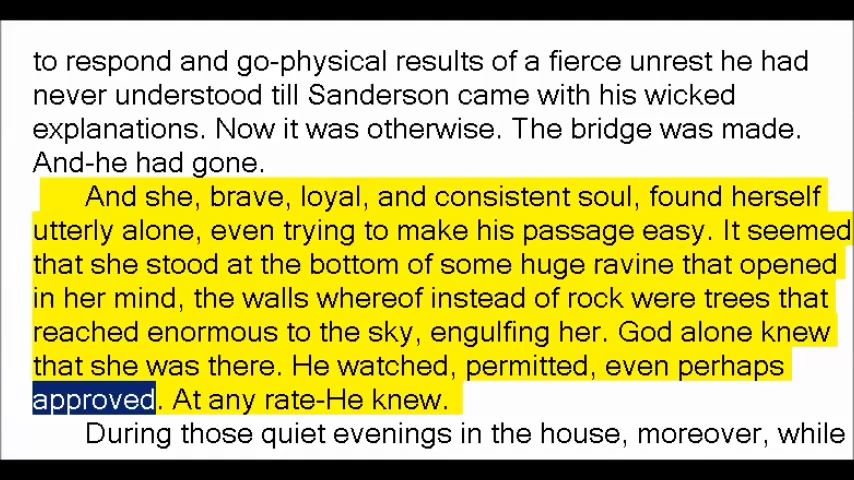 to respond and go-physical results of a fierce unrest he had
never understood till Sanderson came with his wicked
explanations. Now it was otherwise. The bridge was made.
And-he had gone.
And she, brave, loyal, and consistent soul, found herself
utterly alone, even trying to make his passage easy. It seemed
that she stood at the bottom of some huge ravine that opened
in her mind, the walls whereof instead of rock were trees that
reached enormous to the sky, engulfing her. God alone knew
that she was there. He watched, permitted, even perhaps
approved. At any rate-He knew.
During those quiet evenings in the house, moreover, while